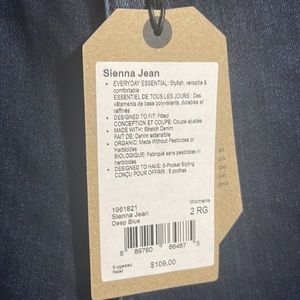 Sienna Jean
• EVERYDAY ESSENTIAL: Stylish, versatile &
comfortable
ESSENTIEL DE TOUS LES JOURS : Des
vêtements de base polyvalents, durables et
raffinés
• DESIGNED TO FIT: Fitted
CONCEPTION ET COUPE: Coupe ajustée
• MADE WITH: Stretch Denim
FAIT DE: Denim extensible
• ORGANIC: Made Without Pesticides or
Herbicides
BIOLOGIQUE: Fabriqué sans pesticides ni
herbicides
• DESIGNED TO HAVE: 5-Pocket Styling
CONÇU POUR OFFRIR : 5 poches
1961821
Sienna Jean
Deep Blue
Womens
2 RG
8 89760 86487 5
Suggested
Retail
$109.00